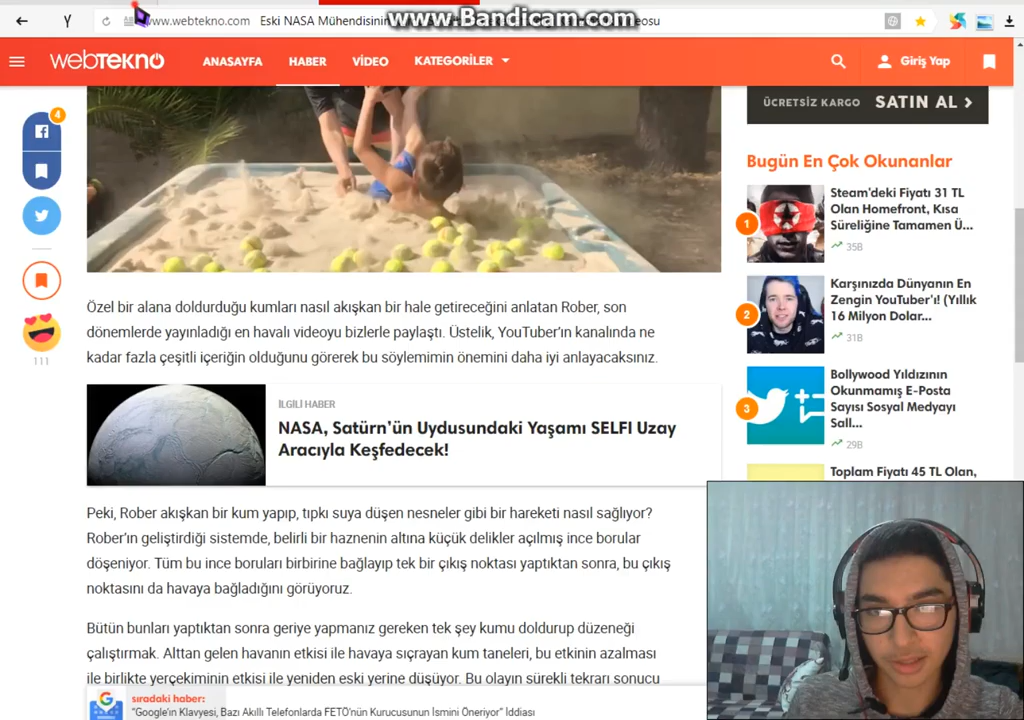 www.webtekno.com
Eski NASA Mühendisinin
eosu
www.Bandicam.com
webTEKNO
ANASAYFA
HABER
VİDEO
KATEGORİLER
Giriş Yap
4
111
ÜCRETSİZ KARGO
SATIN AL
Bugün En Çok Okunanlar
1
Steam'deki Fiyatı 31 TL
Olan Homefront, Kısa
Süreliğine Tamamen Ü...
35B
2
Karşınızda Dünyanın En
Zengin YouTuber'ı! (Yıllık
16 Milyon Dolar...
31B
3
Bollywood Yıldızının
Okunmamış E-Posta
Sayısı Sosyal Medyayı
Sall...
29B
Toplam Fiyatı 45 TL Olan,
Özel bir alana doldurduğu kumları nasıl akışkan bir hale getireceğini anlatan Rober, son
dönemlerde yayınladığı en havalı videoyu bizlerle paylaştı. Üstelik, YouTuber'ın kanalında ne
kadar fazla çeşitli içeriğin olduğunu görerek bu söylemimin önemini daha iyi anlayacaksınız.
İLGİLİ HABER
NASA, Satürn'ün Uydusundaki Yaşamı SELFI Uzay
Aracıyla Keşfedecek!
Peki, Rober akışkan bir kum yapıp, tıpkı suya düşen nesneler gibi bir hareketi nasıl sağlıyor?
Rober'ın geliştirdiği sistemde, belirli bir haznenin altına küçük delikler açılmış ince borular
döşeniyor. Tüm bu ince boruları birbirine bağlayıp tek bir çıkış noktası yaptıktan sonra, bu çıkış
noktasını da havaya bağladığını görüyoruz.
Bütün bunları yaptıktan sonra geriye yapmanız gereken tek şey kumu doldurup düzeneği
çalıştırmak. Alttan gelen havanın etkisi ile havaya sıçrayan kum taneleri, bu etkinin azalması
ile birlikte yerçekiminin etkisi ile yeniden eski yerine düşüyor. Bu olayın sürekli tekrarı sonucu
sıradaki haber:
"Google'ın Klavyesi, Bazı Akıllı Telefonlarda FETÖ'nün Kurucusunun İsmini Öneriyor" İddiası